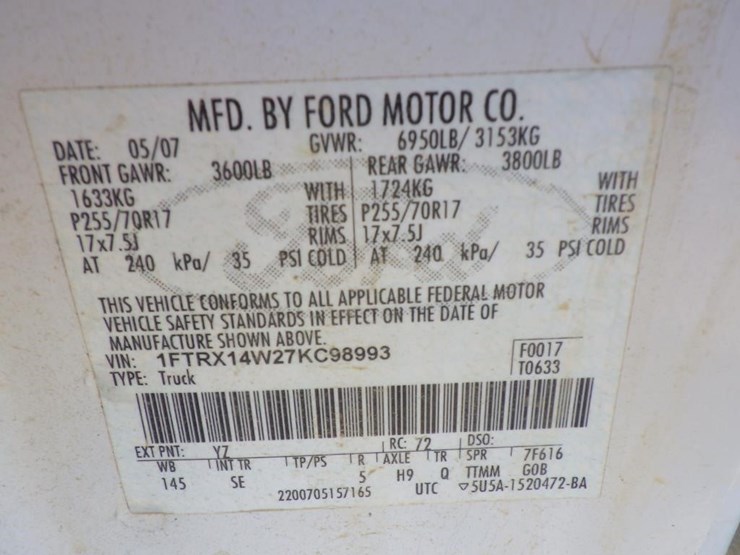 MFD. BY FORD MOTOR CO.
DATE: 05/07 GVWR: 6950LB/ 3153KG
FRONT GAWR: 3600LB REAR GAWR: 3800LB
1633KG WITH 1724KG WITH
P255/70R17 TIRES P255/70R17 TIRES
17x7.5J RIMS 17x7.5J RIMS
AT 240 kPa/ 35 PSI COLD AT 240 kPa/ 35 PSI COLD
Ford
THIS VEHICLE CONFORMS TO ALL APPLICABLE FEDERAL MOTOR
VEHICLE SAFETY STANDARDS IN EFFECT ON THE DATE OF
MANUFACTURE SHOWN ABOVE.
VIN: 1FTRX14W27KC98993 F0017
TYPE: Truck T0633
EXT PNT: YZ RC: 72 DSO:
WB INT TR TP/PS R AXLE TR SPR 7F616
145 SE 5 H9 Q TTMM GOB
2200705157165 UTC ▽5U5A-1520472-BA